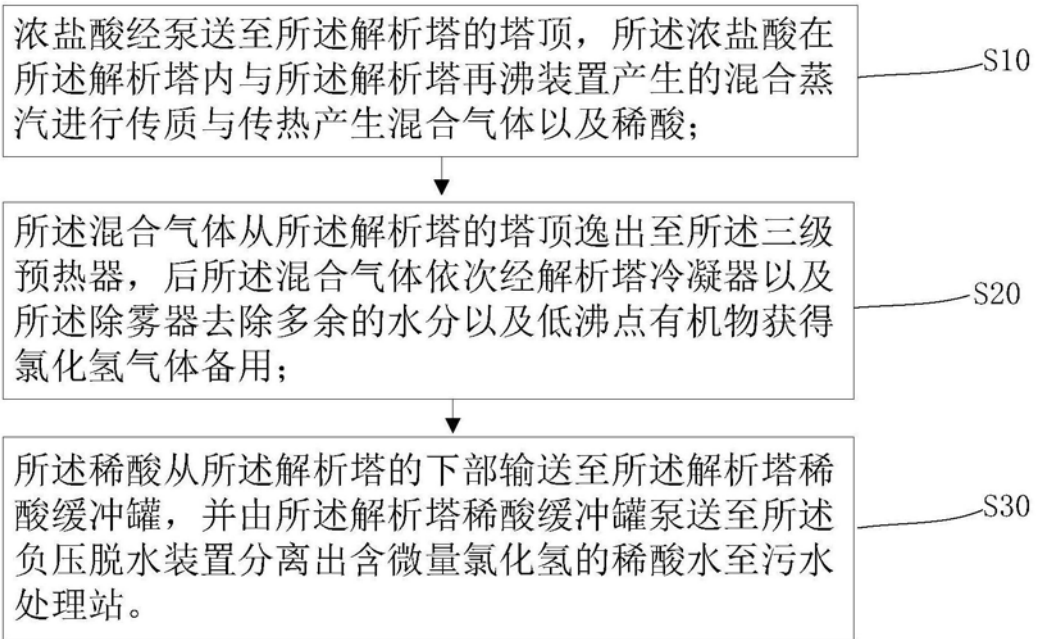 浓盐酸经泵送至所述解析塔的塔顶，所述浓盐酸在
所述解析塔内与所述解析塔再沸装置产生的混合蒸
汽进行传质与传热产生混合气体以及稀酸；
S10
所述混合气体从所述解析塔的塔顶逸出至所述三级
预热器，后所述混合气体依次经解析塔冷凝器以及
所述除雾器去除多余的水分以及低沸点有机物获得
氯化氢气体备用；
S20
所述稀酸从所述解析塔的下部输送至所述解析塔稀
酸缓冲罐，并由所述解析塔稀酸缓冲罐泵送至所述
负压脱水装置分离出含微量氯化氢的稀酸水至污水
处理站。
S30